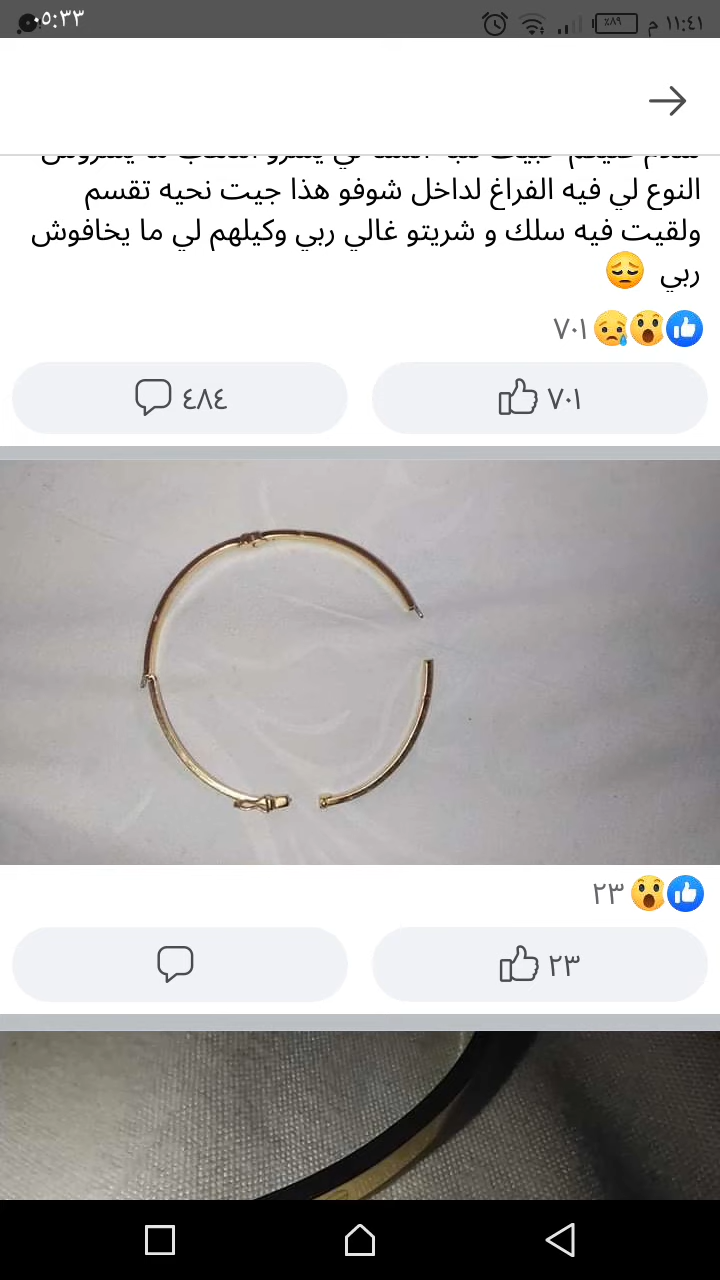 ٠٥:٣٣
٪٨٩ م ١١:٤١
النوع لي فيه الفراغ لداخل شوفو هذا جيت نحيه تقسم
ولقيت فيه سلك و شريتو غالي ربي وكيلهم لي ما يخافوش
ربي 😔
٧٠١
٤٨٤
٧٠١
٢٣
٢٣